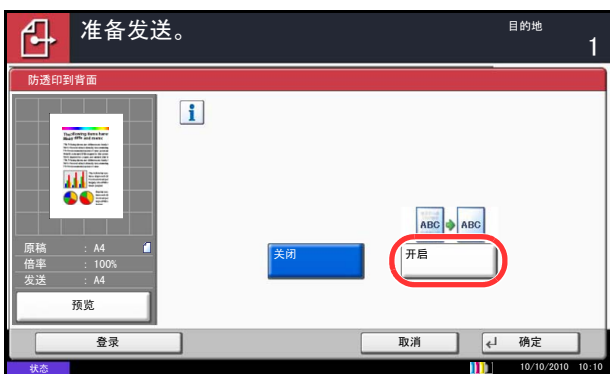 准备发送。
目的地
1
防透印到背面
i
ABC ABC
关闭
开启
原稿 : A4
倍率 : 100%
发送 : A4
预览
登录
取消
确定
状态
10/10/2010 10:10